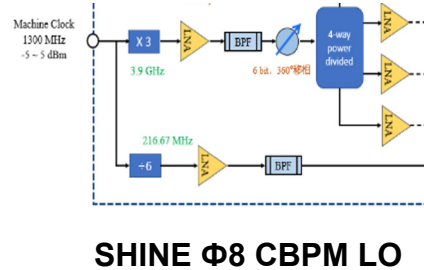 Machine Clock
1300 MHz
-5 ~ 5 dBm
X 3
LNA
BPF
4-way
power
divided
LNA
3.9 GHz
6 bit, 360°移相
LNA
LNA
216.67 MHz
÷6
LNA
BPF
SHINE Φ8 CBPM LO